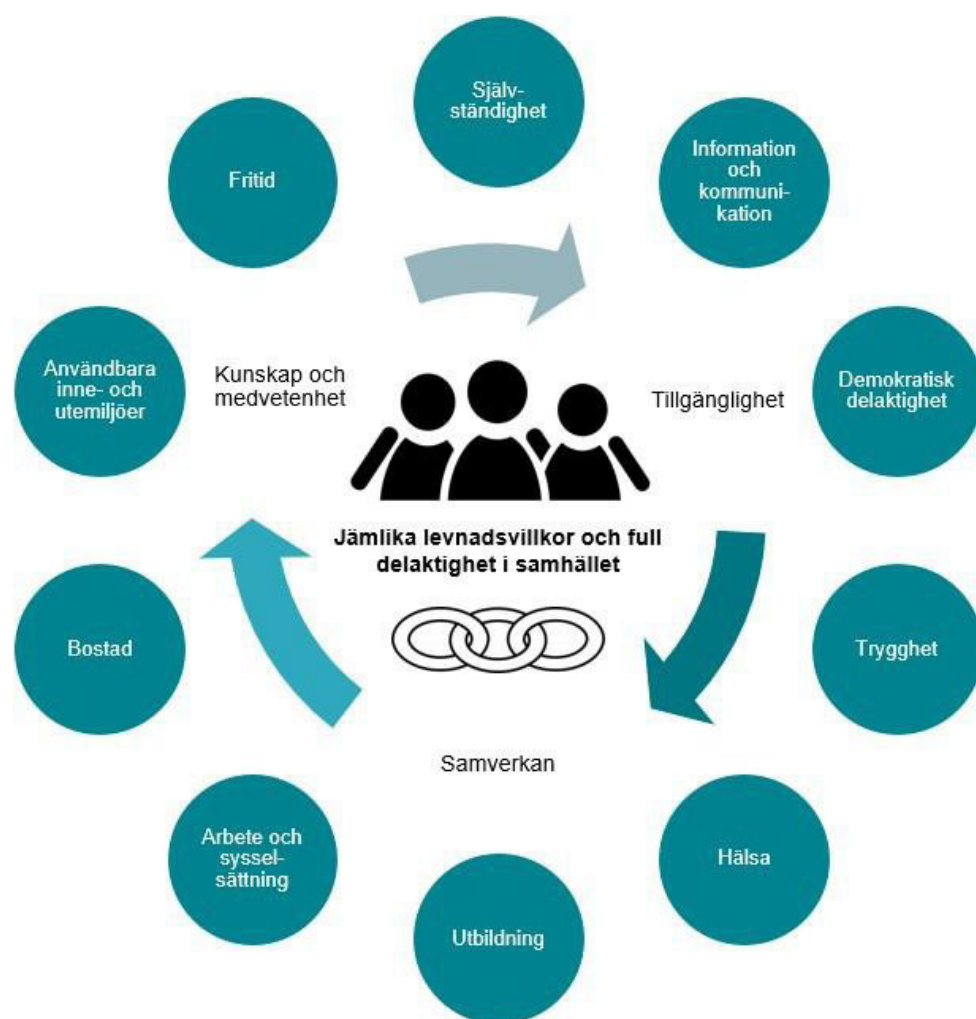 Själv-
ständighet
Information
och
kommuni-
kation
Fritid
Användbara
inne- och
utemiljöer
Kunskap och
medvetenhet
Tillgänglighet
Demokratisk
delaktighet
Jämlika levnadsvillkor och full
delaktighet i samhället
Bostad
Trygghet
Samverkan
Arbete och
syssel-
sättning
Hälsa
Utbildning